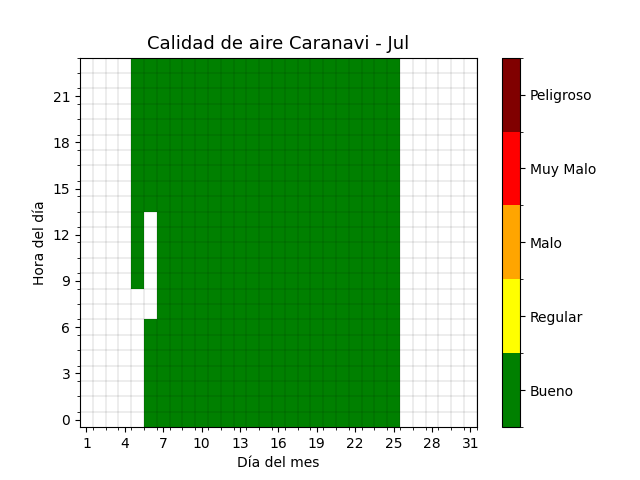 Calidad de aire Caranavi - Jul
Hora del día
21
18
15
12
9
6
3
0
1 4 7 10 13 16 19 22 25 28 31
Día del mes
Peligroso
Muy Malo
Malo
Regular
Bueno